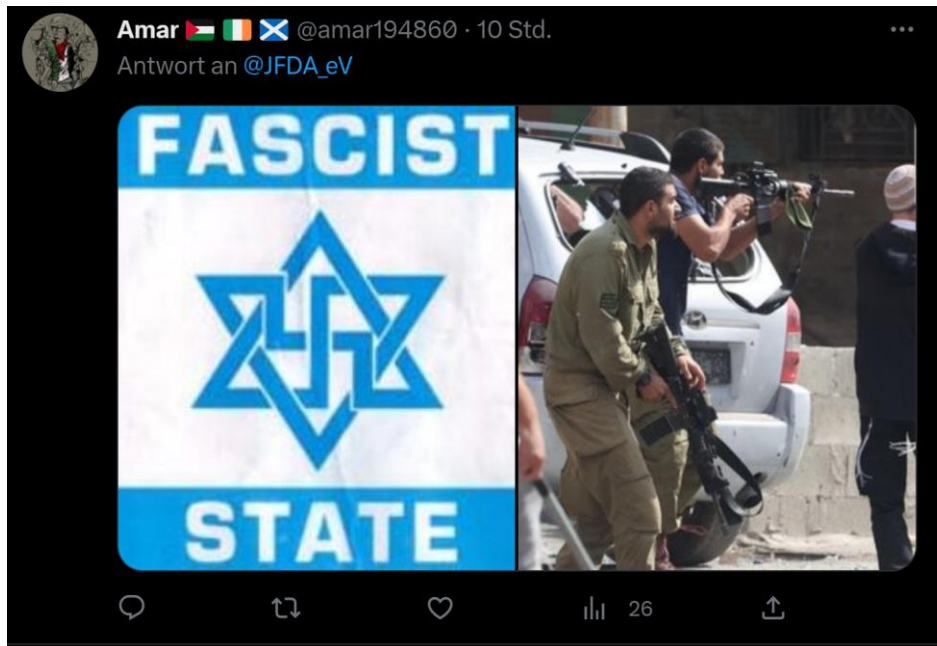 Amar @amar194860 · 10 Std.
Antwort an @JFDA_eV
FASCIST
STATE
26